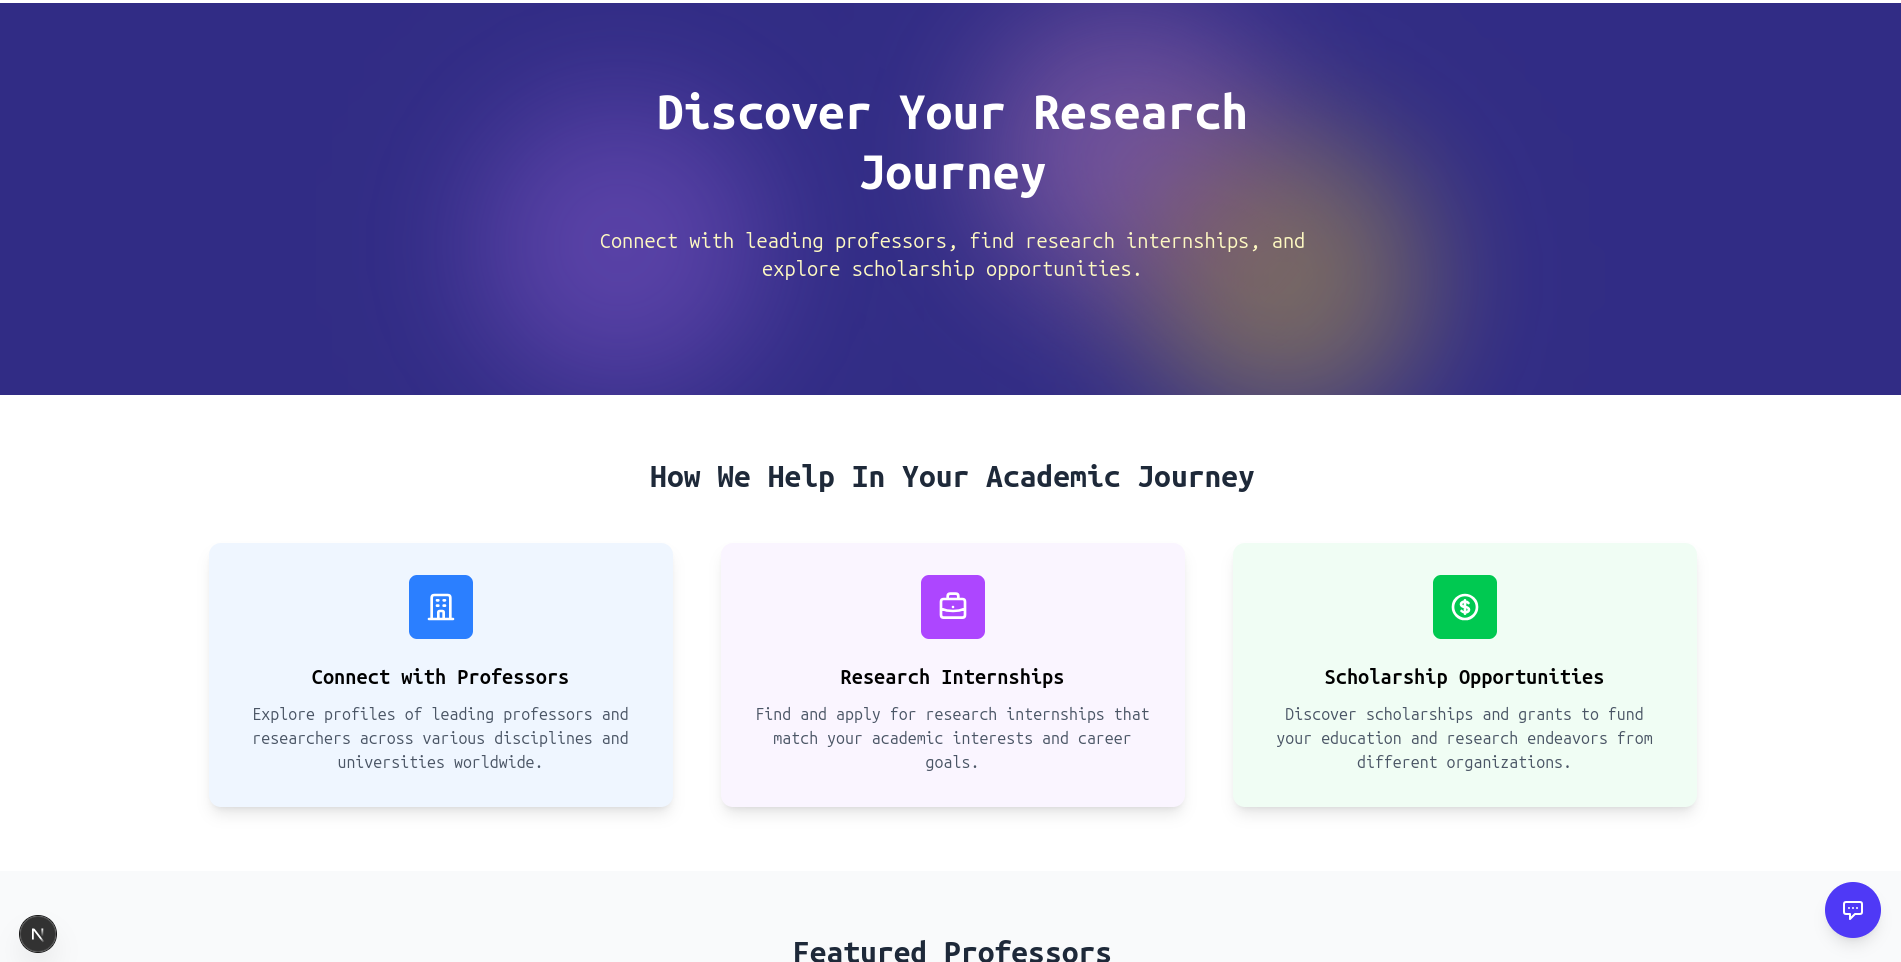 Discover Your Research
Journey
Connect with leading professors, find research internships, and
explore scholarship opportunities.
How We Help In Your Academic Journey
Connect with Professors
Explore profiles of leading professors and
researchers across various disciplines and
universities worldwide.
Research Internships
Find and apply for research internships that
match your academic interests and career
goals.
Scholarship Opportunities
Discover scholarships and grants to fund
your education and research endeavors from
different organizations.
N
Featured Professors